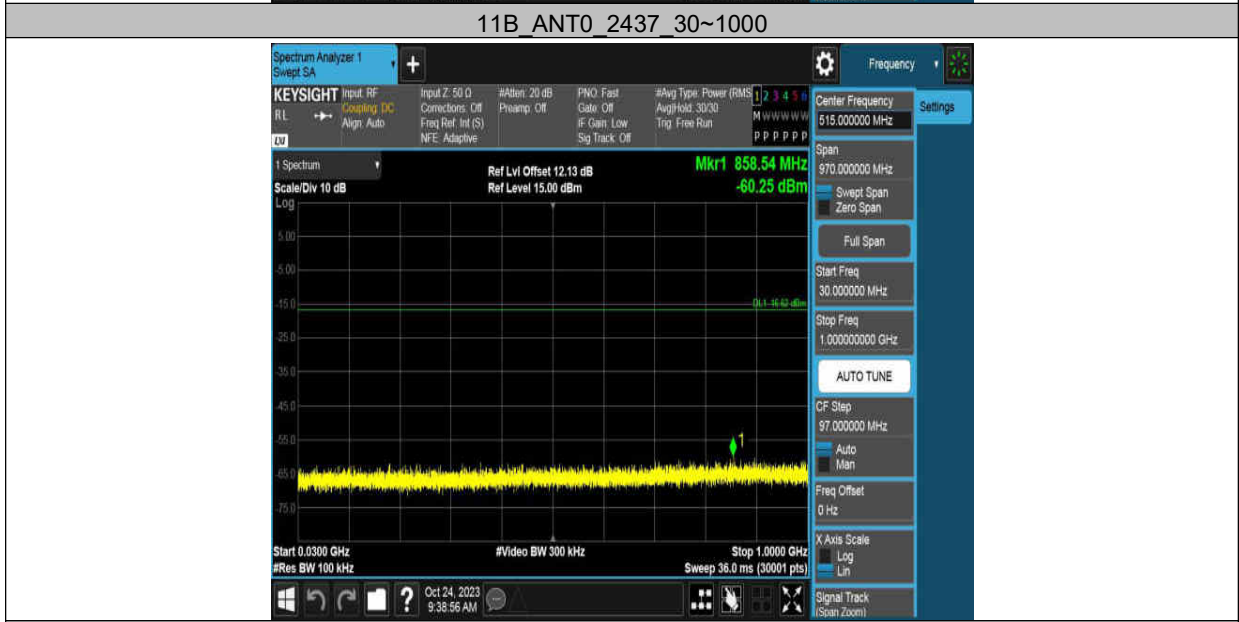 11B_ANT0_2437_30~1000
Spectrum Analyzer 1
Swept SA
Frequency
KEYSIGHT
RL
Input: RF
Coupling: DC
Align: Auto
Input Z: 50 Ω
Corrections: Off
Freq Ref: Int (S)
NFE: Adaptive
#Atten: 20 dB
Preamp: Off
PNO: Fast
Gate: Off
IF Gain: Low
Sig Track: Off
#Avg Type: Power (RMS
Avg|Hold: 30/30
Trig: Free Run
1 2 3 4 5 6
M W W W W W
P P P P P P
Center Frequency
515.000000 MHz
Settings
Span
970.000000 MHz
Swept Span
Zero Span
Full Span
Start Freq
30.000000 MHz
Stop Freq
1.000000000 GHz
AUTO TUNE
CF Step
97.000000 MHz
Auto
Man
Freq Offset
0 Hz
X Axis Scale
Log
Lin
Signal Track
(Span Zoom)
1 Spectrum
Scale/Div 10 dB
Log
Ref Lvl Offset 12.13 dB
Ref Level 15.00 dBm
Mkr1 858.54 MHz
-60.25 dBm
5.00
-5.00
-15.0
DL1 -16.62 dBm
-25.0
-35.0
-45.0
-55.0
1
-65.0
-75.0
Start 0.0300 GHz
#Res BW 100 kHz
#Video BW 300 kHz
Stop 1.0000 GHz
Sweep 36.0 ms (30001 pts)
Oct 24, 2023
9:38:56 AM